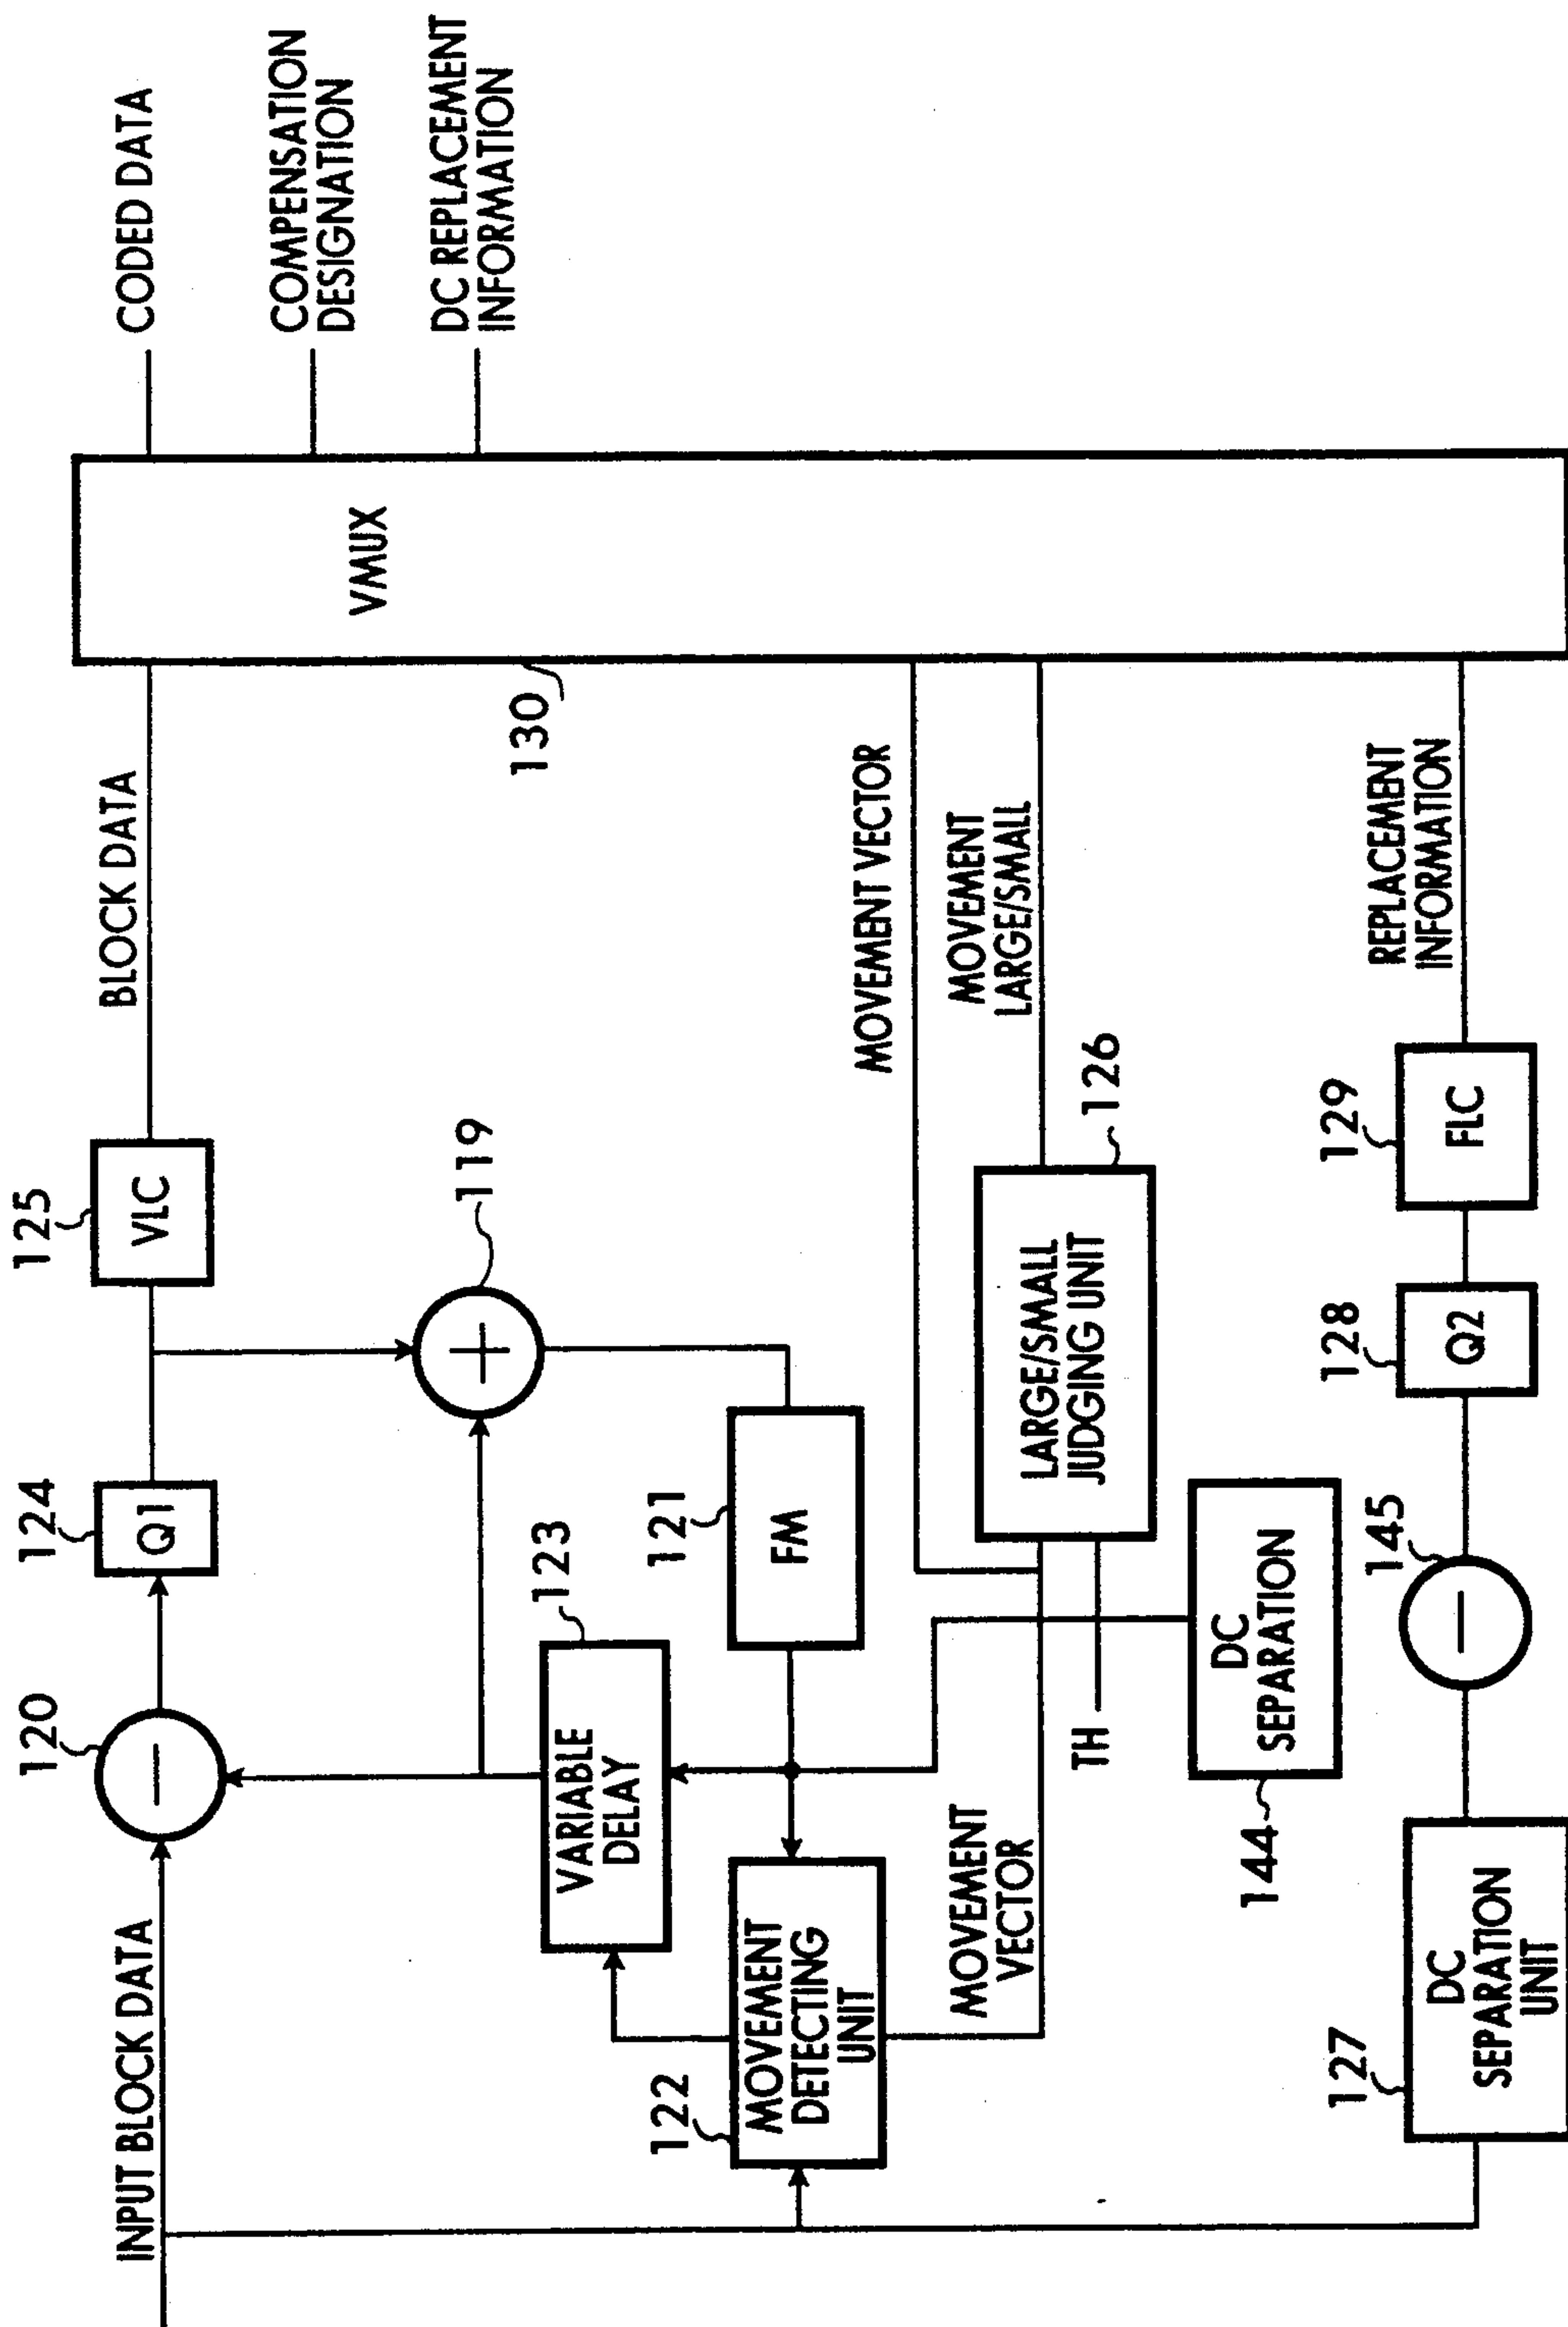 INPUT BLOCK DATA
120
124
Q1
125
VLC
BLOCK DATA
CODED DATA
COMPENSATION
DESIGNATION
DC REPLACEMENT
INFORMATION
VMUX
130
119
123
VARIABLE
DELAY
121
FM
122
MOVEMENT
DETECTING
UNIT
MOVEMENT VECTOR
MOVEMENT
LARGE/SMALL
MOVEMENT
VECTOR
TH
LARGE/SMALL
JUDGING UNIT
126
144
DC
SEPARATION
127
DC
SEPARATION
UNIT
145
128
Q2
129
FLC
REPLACEMENT
INFORMATION